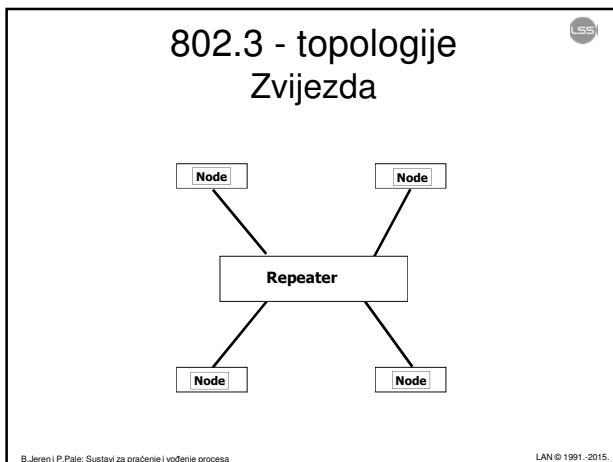 802.3 - topologije
LSS
Zvijezda
Node Node
Repeater
Node Node
B.Jeren i P.Pale: Sustavi za praćenje i vođenje procesa
LAN © 1991.-2015.